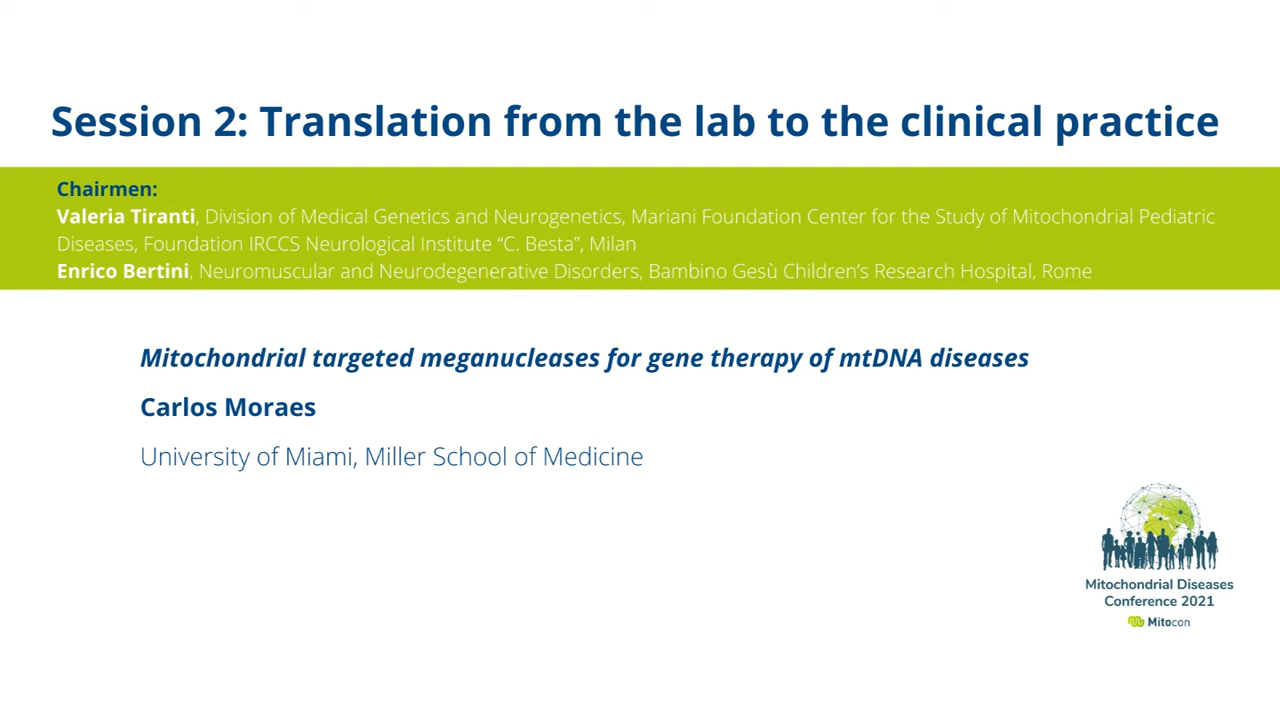 Session 2: Translation from the lab to the clinical practice
Chairmen:
Valeria Tiranti, Division of Medical Genetics and Neurogenetics, Mariani Foundation Center for the Study of Mitochondrial Pediatric
Diseases, Foundation IRCCS Neurological Institute “C. Besta”, Milan
Enrico Bertini, Neuromuscular and Neurodegenerative Disorders, Bambino Gesù Children’s Research Hospital, Rome
Mitochondrial targeted meganucleases for gene therapy of mtDNA diseases
Carlos Moraes
University of Miami, Miller School of Medicine
Mitochondrial Diseases
Conference 2021
Mitocon